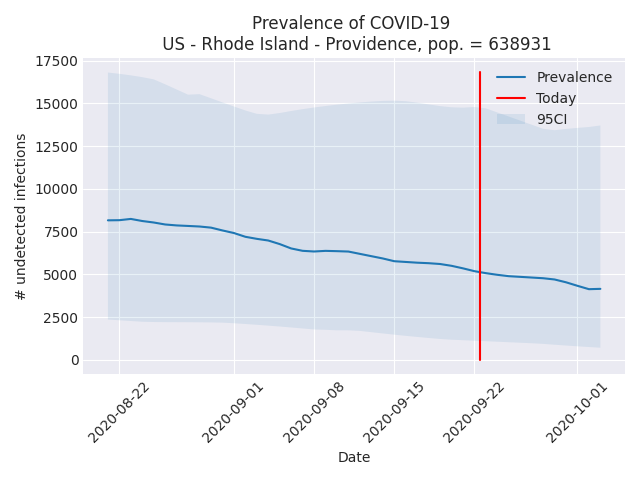 Prevalence of COVID-19
US - Rhode Island - Providence, pop. = 638931
17500
15000
12500
10000
7500
5000
2500
0
# undetected infections
Prevalence
Today
95CI
2020-08-22
2020-09-01
2020-09-08
2020-09-15
2020-09-22
2020-10-01
Date